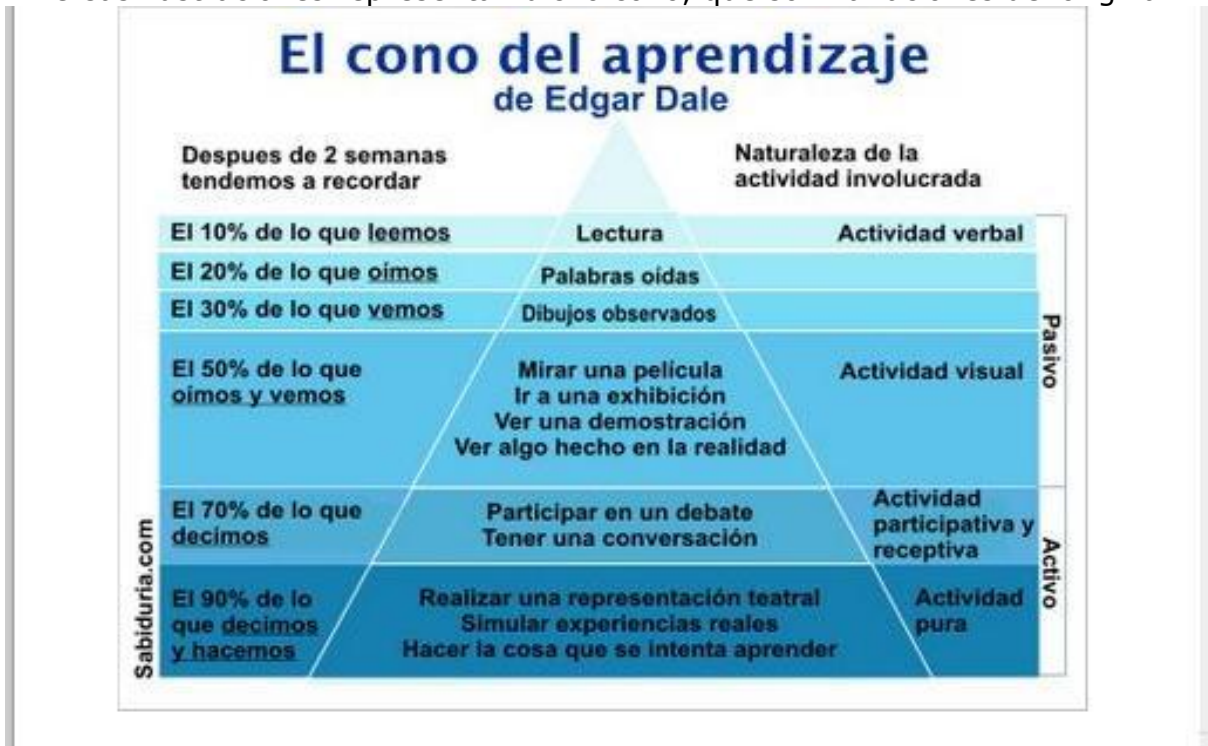 El cono del aprendizaje
de Edgar Dale
Despues de 2 semanas
tendemos a recordar
Naturaleza de la
actividad involucrada
El 10% de lo que leemos
Lectura
Actividad verbal
El 20% de lo que oimos
Palabras oídas
El 30% de lo que vemos
Dibujos observados
El 50% de lo que
oimos y vemos
Mirar una película
Ir a una exhibición
Ver una demostración
Ver algo hecho en la realidad
Actividad visual
Pasivo
El 70% de lo que
decimos
Participar en un debate
Tener una conversación
Actividad
participativa y
receptiva
El 90% de lo
que decimos
y hacemos
Realizar una representación teatral
Simular experiencias reales
Hacer la cosa que se intenta aprender
Actividad
pura
Activo
Sabiduria.com